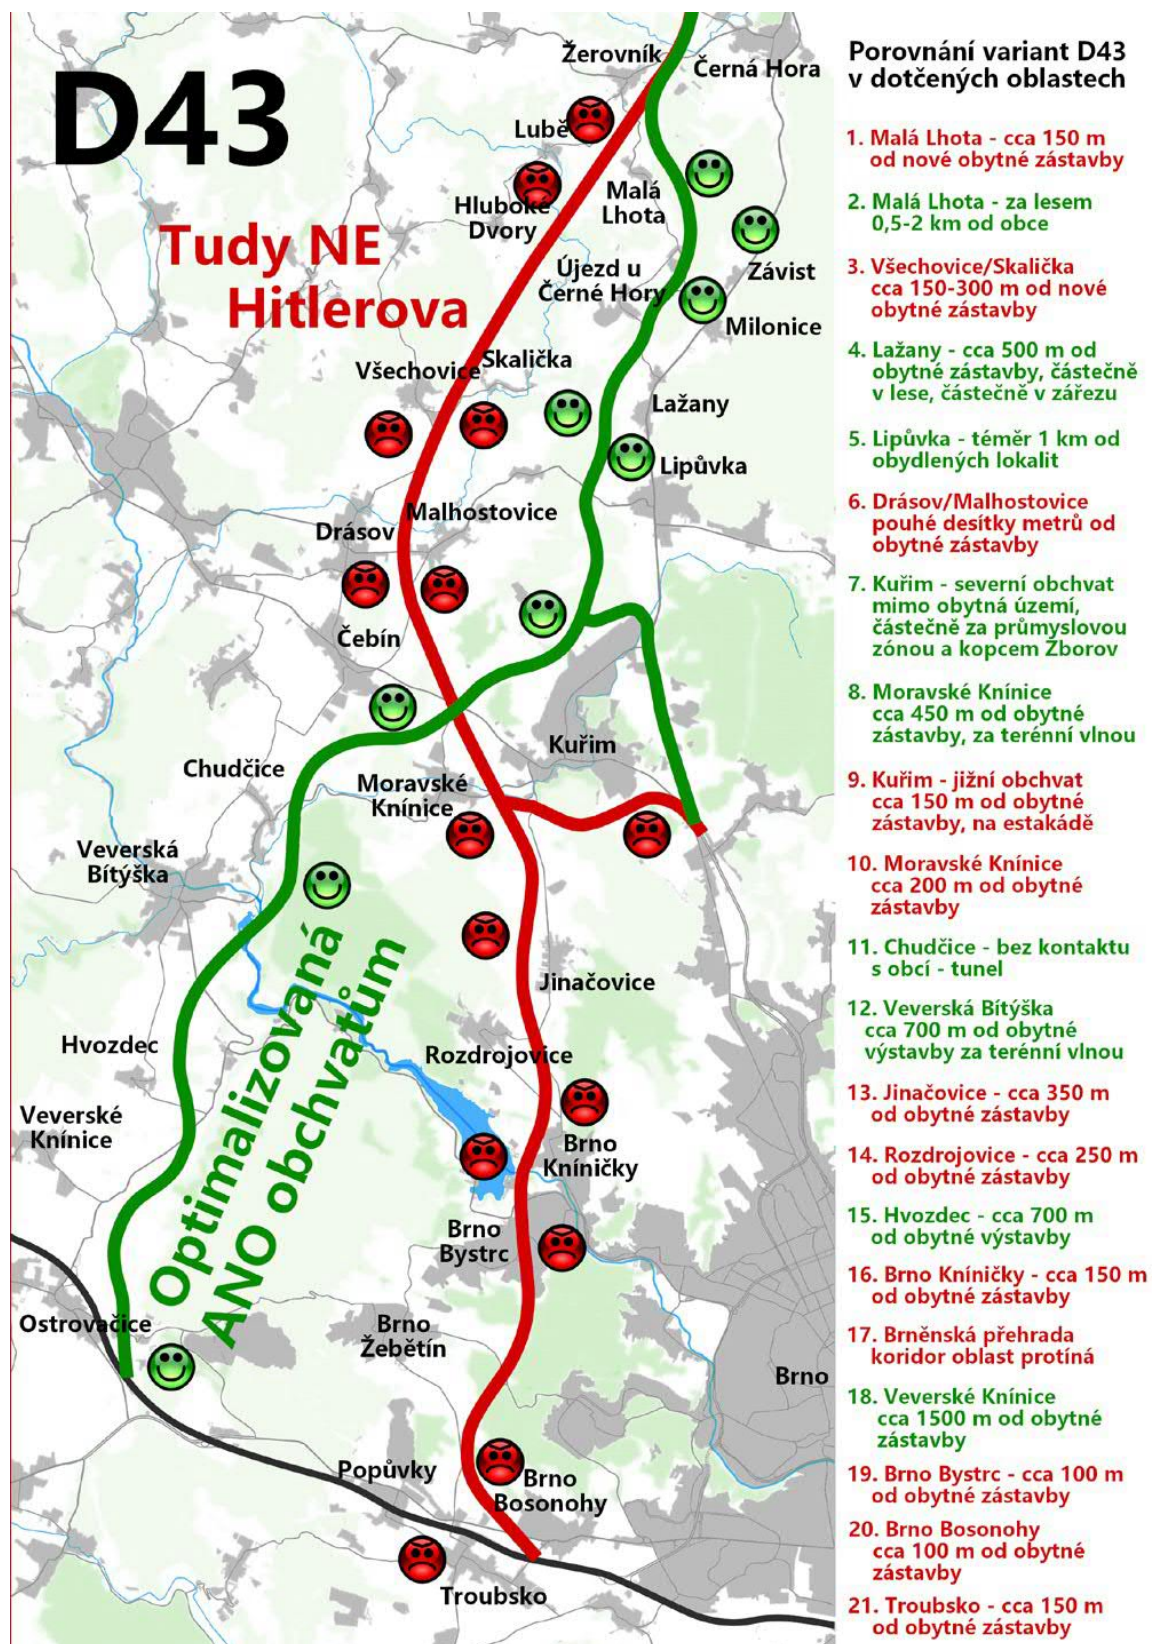 D43
Tudy NE
Hitlerova
Žerovník
Černá Hora
Lubě
Malá
Lhota
Hluboké
Dvory
Újezd u
Černé Hory
Závist
Milonice
Skalička
Všechovice
Lažany
Lipůvka
Malhostovice
Drásov
Čebín
Kuřim
Chudčice
Moravské
Knínice
Veverská
Bítýška
Jinačovice
Hvozdec
Rozdrojovice
Veverské
Knínice
Brno
Kníničky
Brno
Bystrc
Optimalizovaná
ANO obchvatům
Ostrovačice
Brno
Žebětín
Brno
Popůvky
Brno
Bosonohy
Troubsko
Porovnání variant D43
v dotčených oblastech
1. Malá Lhota - cca 150 m
od nové obytné zástavby
2. Malá Lhota - za lesem
0,5-2 km od obce
3. Všechovice/Skalička
cca 150-300 m od nové
obytné zástavby
4. Lažany - cca 500 m od
obytné zástavby, částečně
v lese, částečně v zářezu
5. Lipůvka - téměr 1 km od
obydlených lokalit
6. Drásov/Malhostovice
pouhé desítky metrů od
obytné zástavby
7. Kuřim - severní obchvat
mimo obytná území,
částečně za průmyslovou
zónou a kopcem Zborov
8. Moravské Knínice
cca 450 m od obytné
zástavby, za terénní vlnou
9. Kuřim - jižní obchvat
cca 150 m od obytné
zástavby, na estakádě
10. Moravské Knínice
cca 200 m od obytné
zástavby
11. Chudčice - bez kontaktu
s obcí - tunel
12. Veverská Bítýška
cca 700 m od obytné
výstavby za terénní vlnou
13. Jinačovice - cca 350 m
od obytné zástavby
14. Rozdrojovice - cca 250 m
od obytné zástavby
15. Hvozdec - cca 700 m
od obytné výstavby
16. Brno Kníničky - cca 150 m
od obytné zástavby
17. Brněnská přehrada
koridor oblast protíná
18. Veverské Knínice
cca 1500 m od obytné
zástavby
19. Brno Bystrc - cca 100 m
od obytné zástavby
20. Brno Bosonohy
cca 100 m od obytné
zástavby
21. Troubsko - cca 150 m
od obytné zástavby